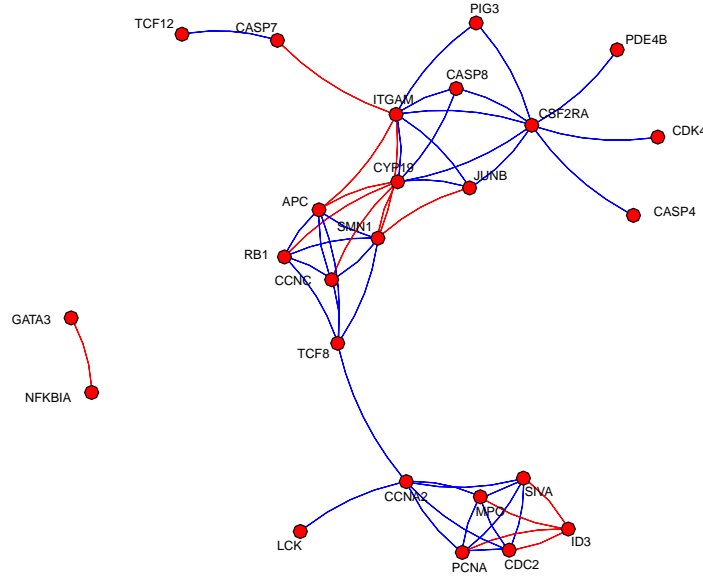 PIG3
TCF12
CASP7
PDE4B
CASP8
ITGAM
CSF2RA
CDK4
CYP19
JUNB
APC
CASP4
SMN1
RB1
CCNC
GATA3
TCF8
NFKBIA
CCNA2
SIVA
MPO
LCK
ID3
PCNA
CDC2